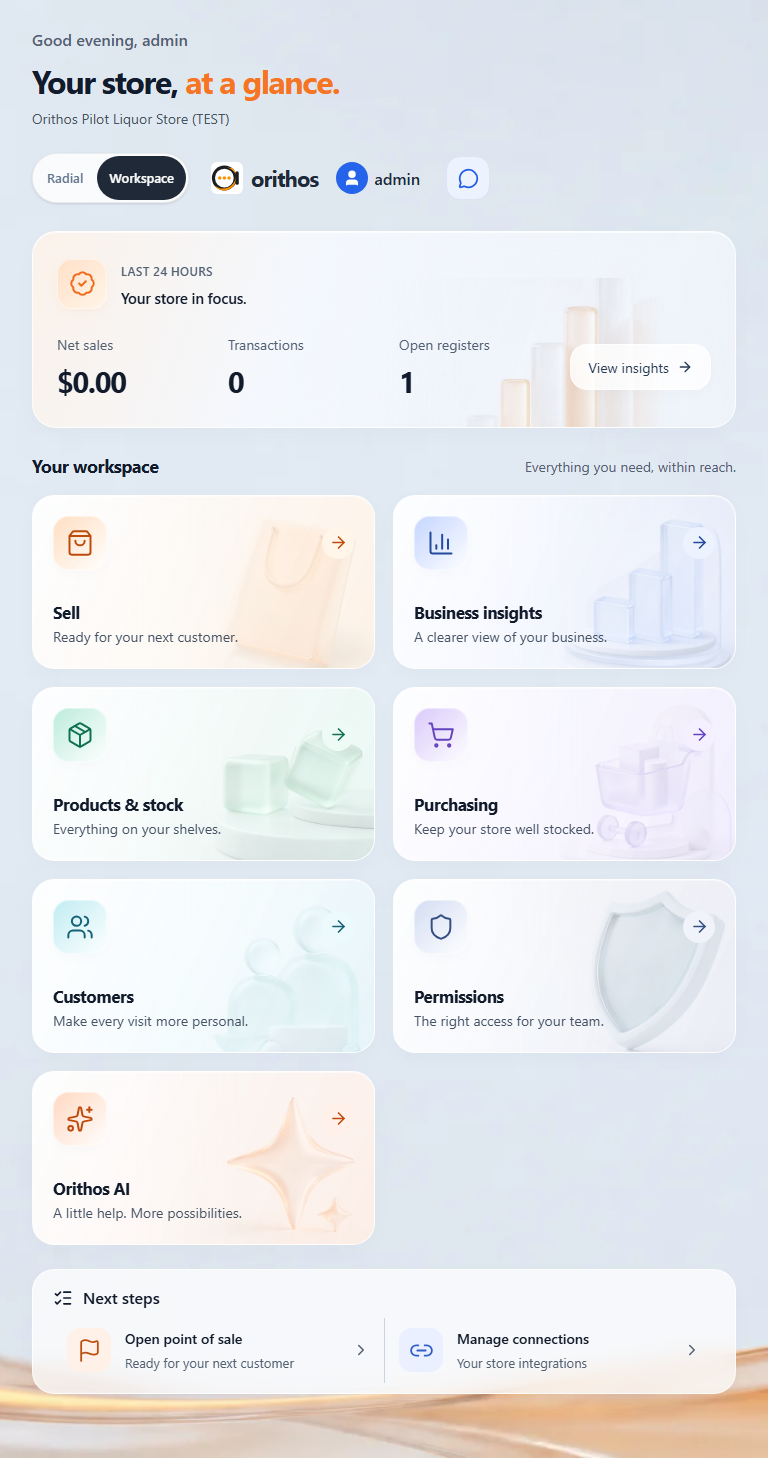 Good evening, admin
Your store, at a glance.
Orithos Pilot Liquor Store (TEST)
Radial
Workspace
orithos
admin
LAST 24 HOURS
Your store in focus.
Net sales
Transactions
Open registers
$0.00
0
1
View insights
Your workspace
Everything you need, within reach.
Sell
Ready for your next customer.
Business insights
A clearer view of your business.
Products & stock
Everything on your shelves.
Purchasing
Keep your store well stocked.
Customers
Make every visit more personal.
Permissions
The right access for your team.
Orithos AI
A little help. More possibilities.
Next steps
Open point of sale
Ready for your next customer
Manage connections
Your store integrations